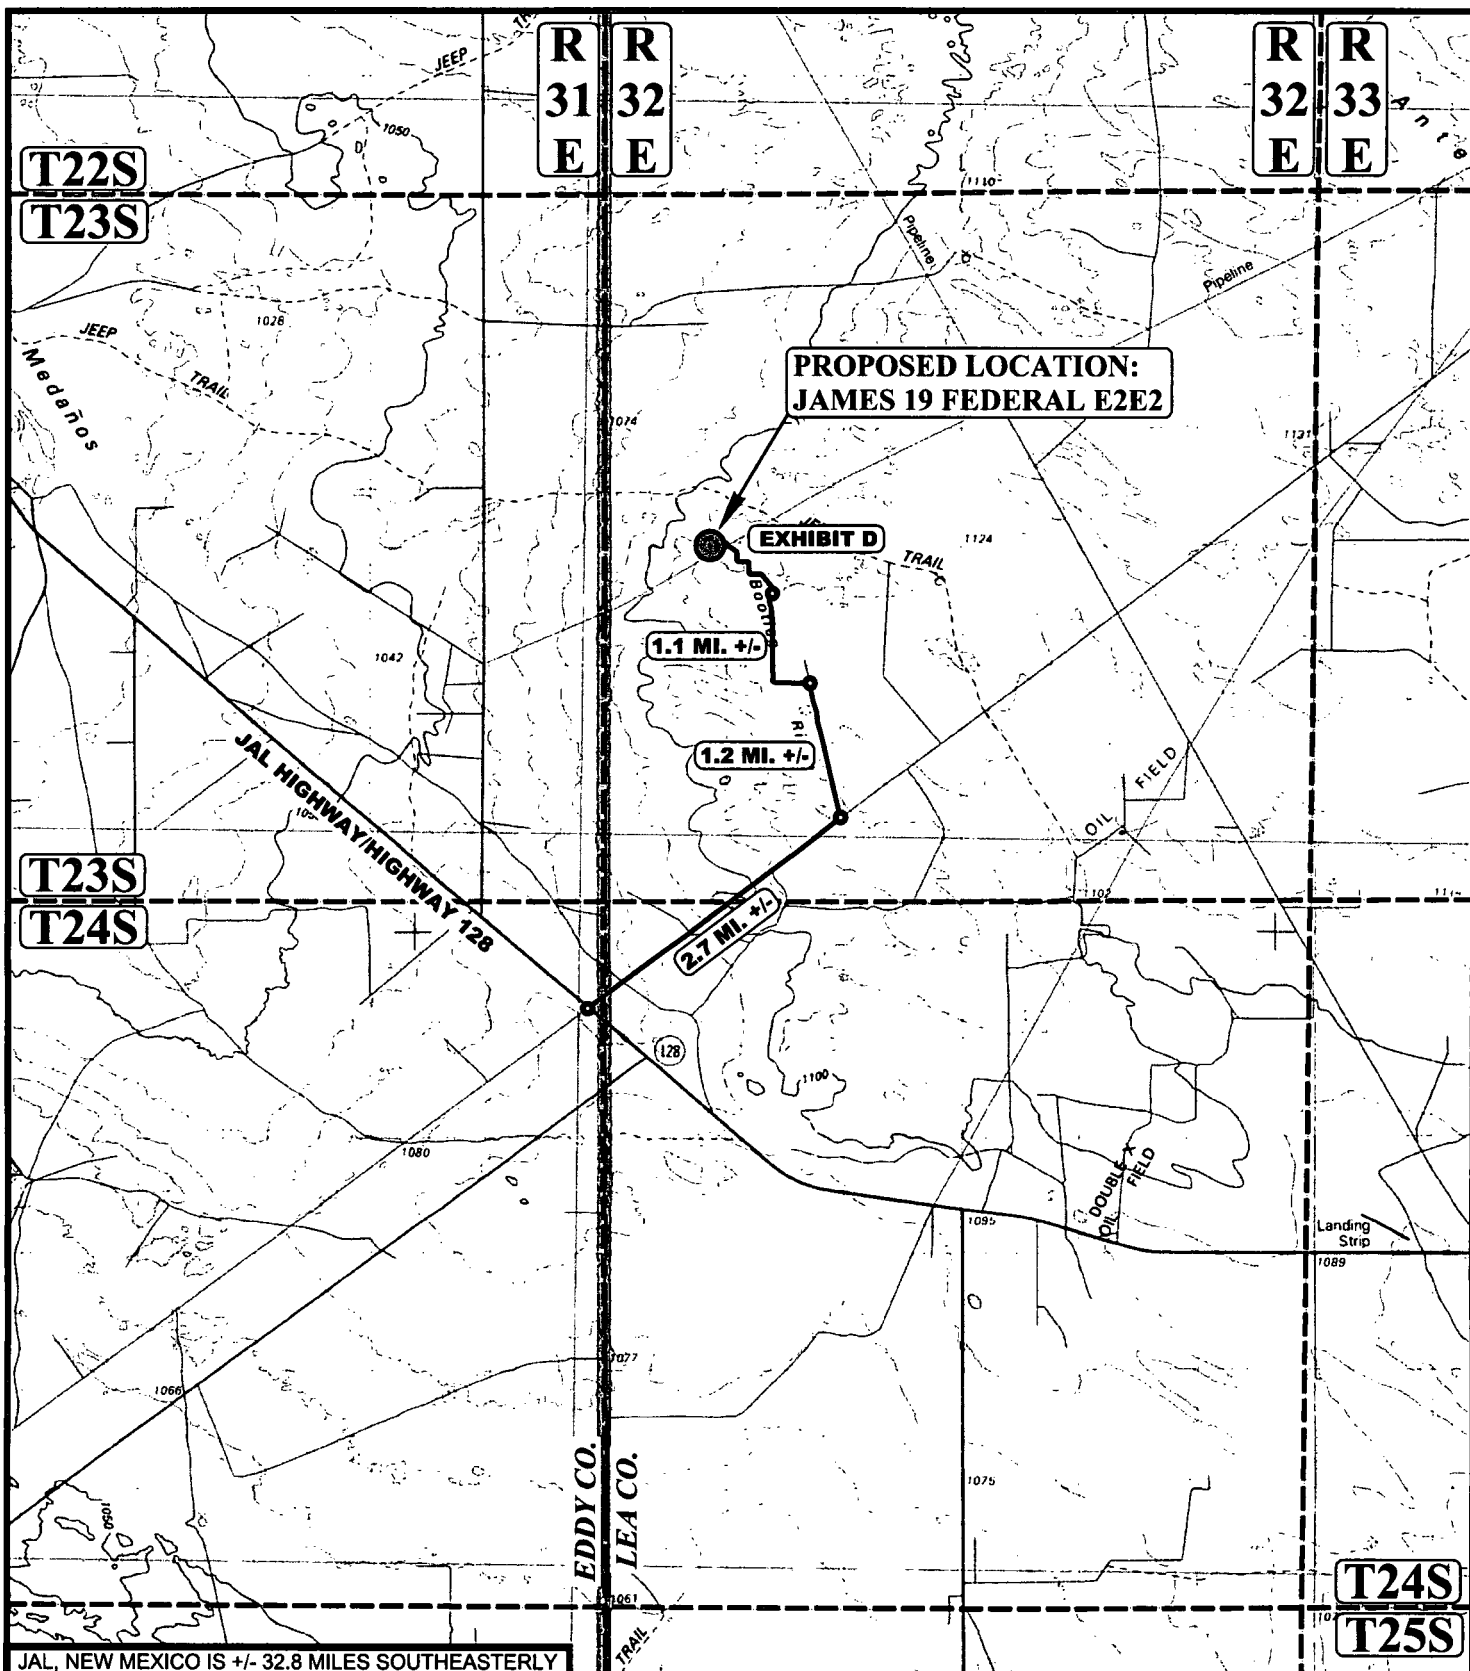 R
31
E
R
32
E
R
32
E
R
33
E
JEEP
1050
T22S
T23S
1110
Pipeline
Pipeline
1028
JEEP
TRAIL
Medaños
PROPOSED LOCATION:
JAMES 19 FEDERAL E2E2
1074
1131
EXHIBIT D
TRAIL
1124
1.1 MI. +/-
1042
1.2 MI. +/-
JAL HIGHWAY/HIGHWAY 128
OIL FIELD
T23S
T24S
1102
2.7 MI. +/-
128
1100
1080
DOUBLE X
OIL FIELD
1095
Landing
Strip
1089
1077
1066
EDDY CO.
LEA CO.
1075
1050
1061
T24S
T25S
TRAIL
JAL, NEW MEXICO IS +/- 32.8 MILES SOUTHEASTERLY